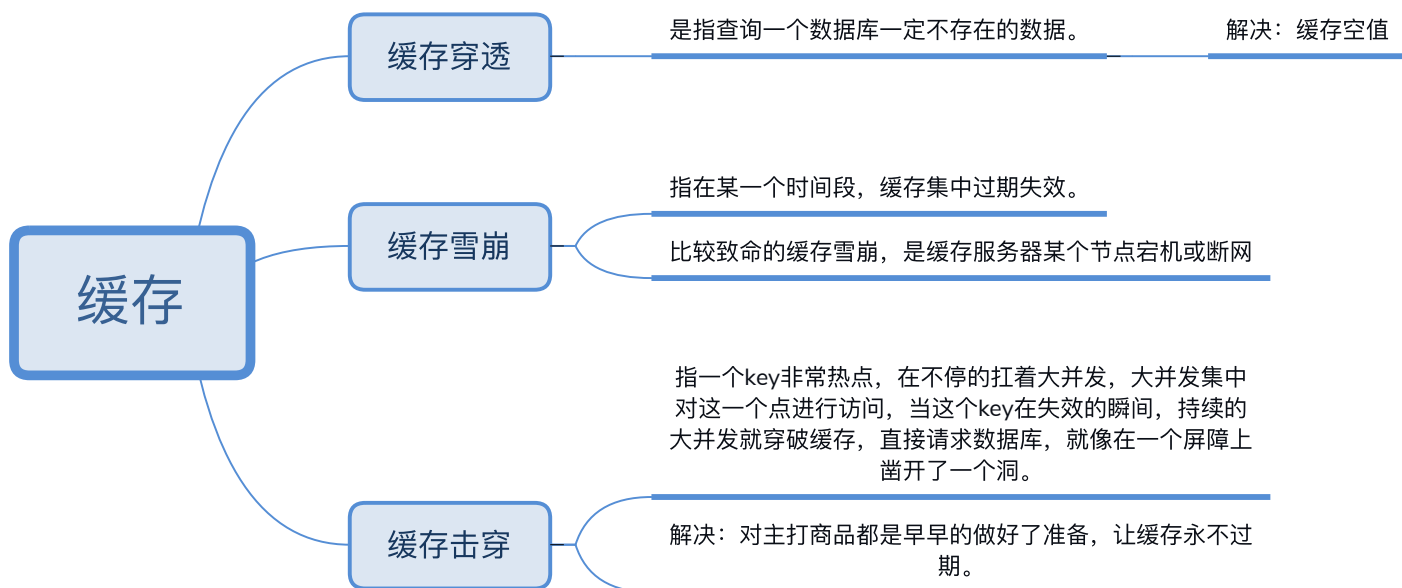 缓存
缓存穿透
是指查询一个数据库一定不存在的数据。
解决：缓存空值
缓存雪崩
指在某一个时间段，缓存集中过期失效。
比较致命的缓存雪崩，是缓存服务器某个节点宕机或断网
缓存击穿
指一个key非常热点，在不停的扛着大并发，大并发集中
对这一个点进行访问，当这个key在失效的瞬间，持续的
大并发就穿破缓存，直接请求数据库，就像在一个屏障上
凿开了一个洞。
解决：对主打商品都是早早的做好了准备，让缓存永不过
期。